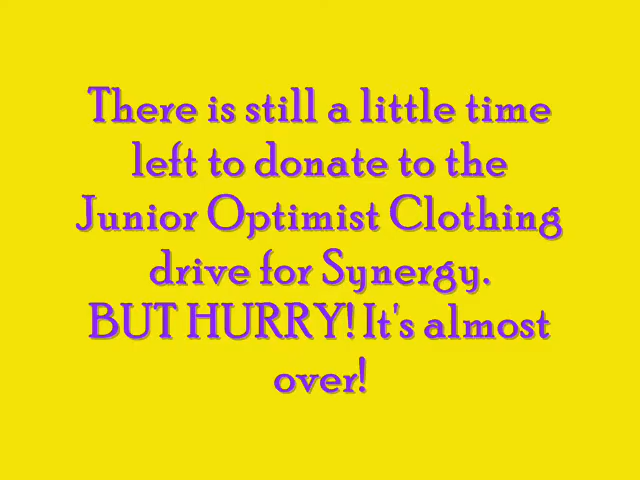 There is still a little time
left to donate to the
Junior Optimist Clothing
drive for Synergy.
BUT HURRY! It's almost
over!